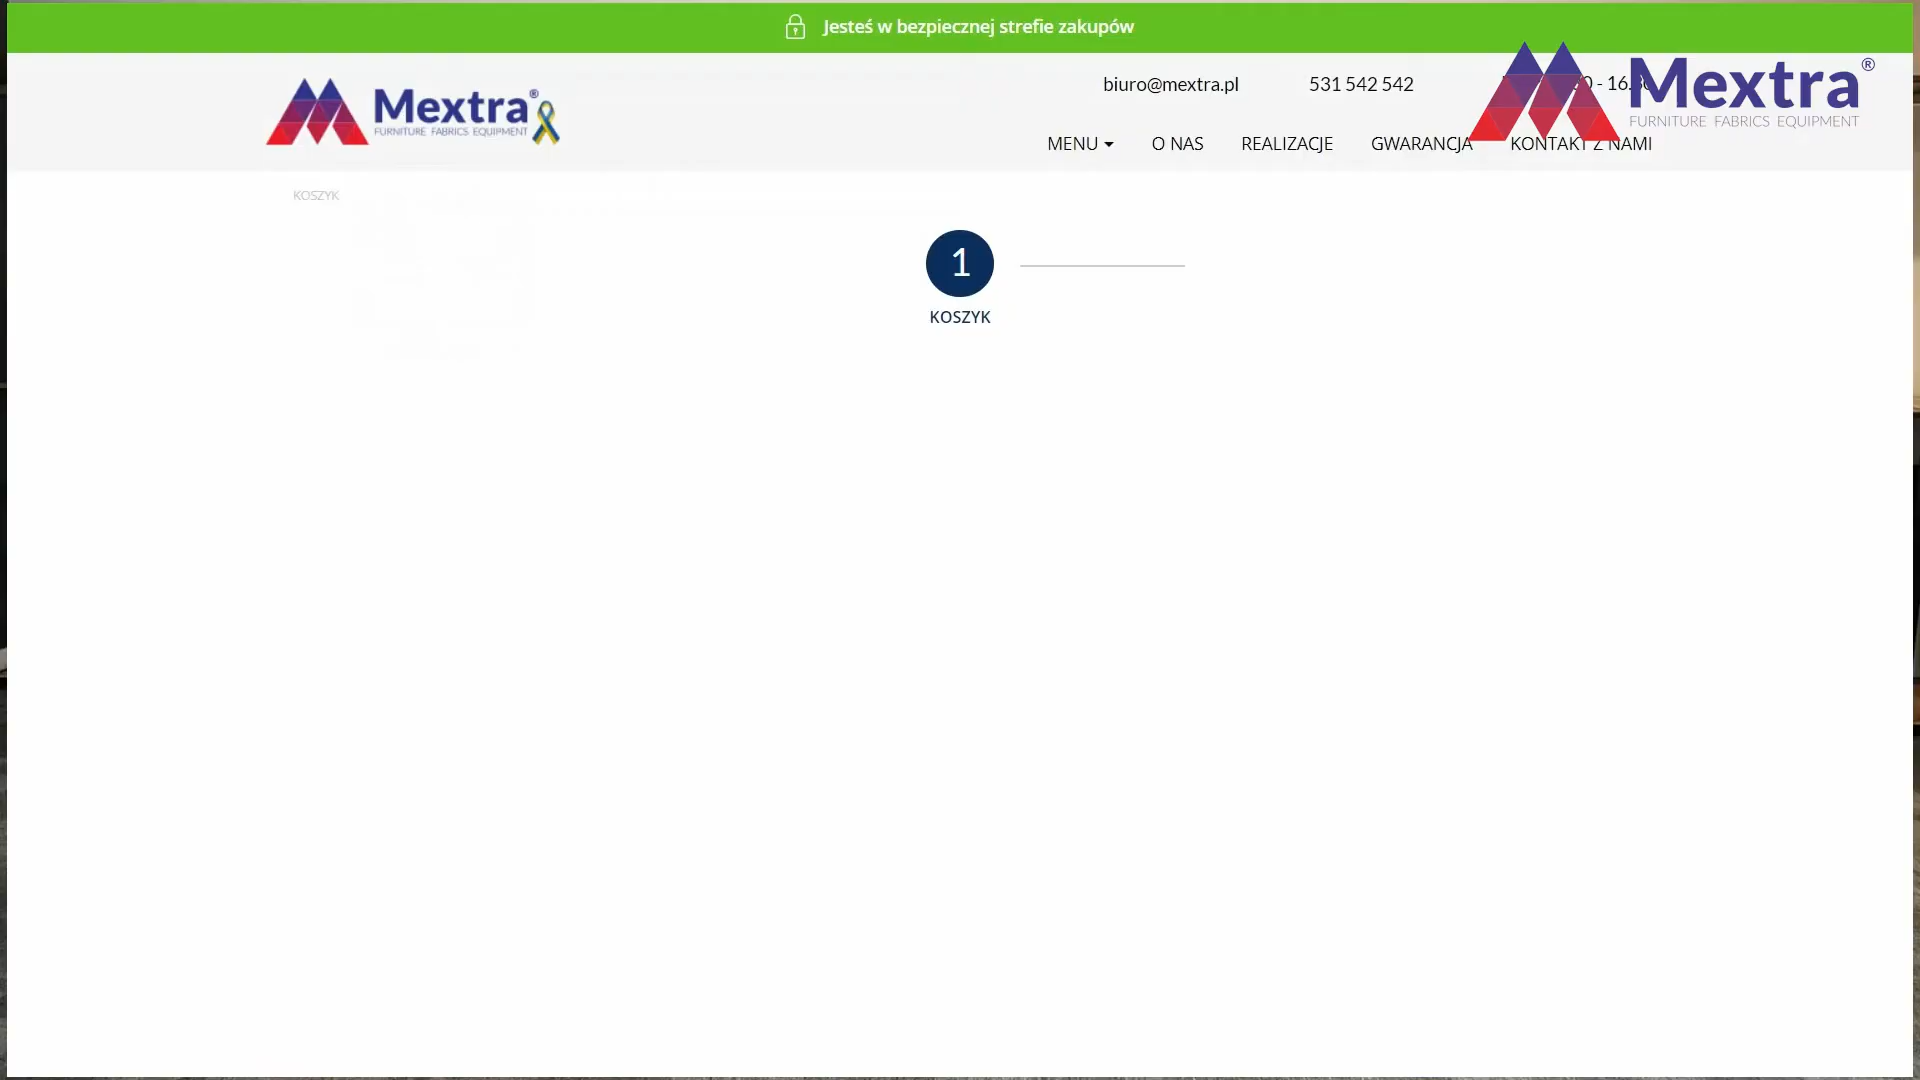 Jesteś w bezpiecznej strefie zakupów
Mextra®
FURNITURE FABRICS EQUIPMENT
biuro@mextra.pl
531 542 542
Mextra®
FURNITURE FABRICS EQUIPMENT
MENU
O NAS
REALIZACJE
GWARANCJA
KONTAKT Z NAMI
KOSZYK
1
KOSZYK